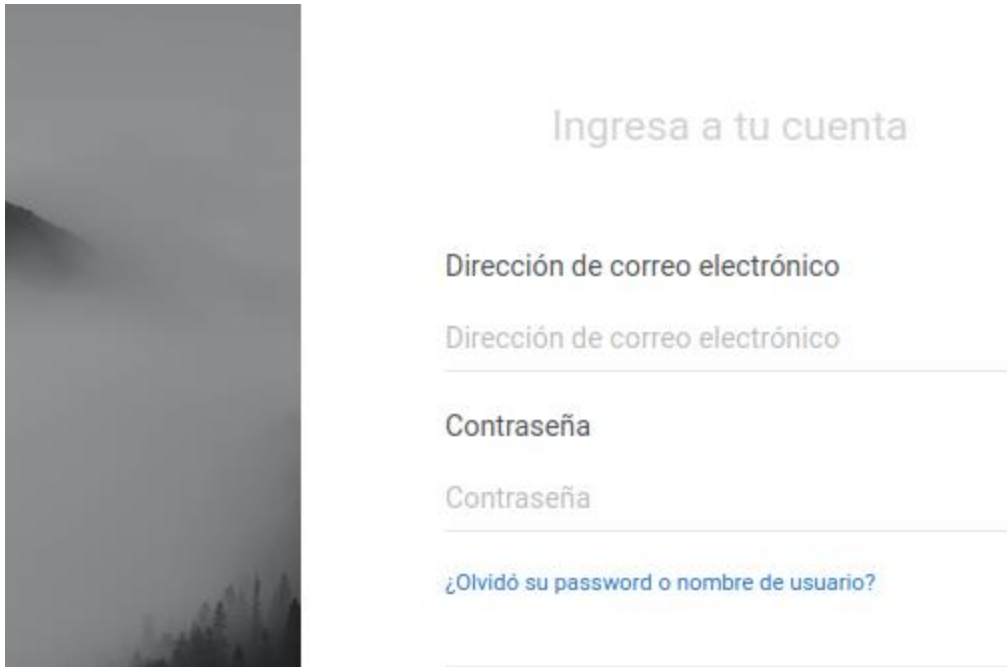 Ingresa a tu cuenta
Dirección de correo electrónico
Dirección de correo electrónico
Contraseña
Contraseña
¿Olvidó su password o nombre de usuario?